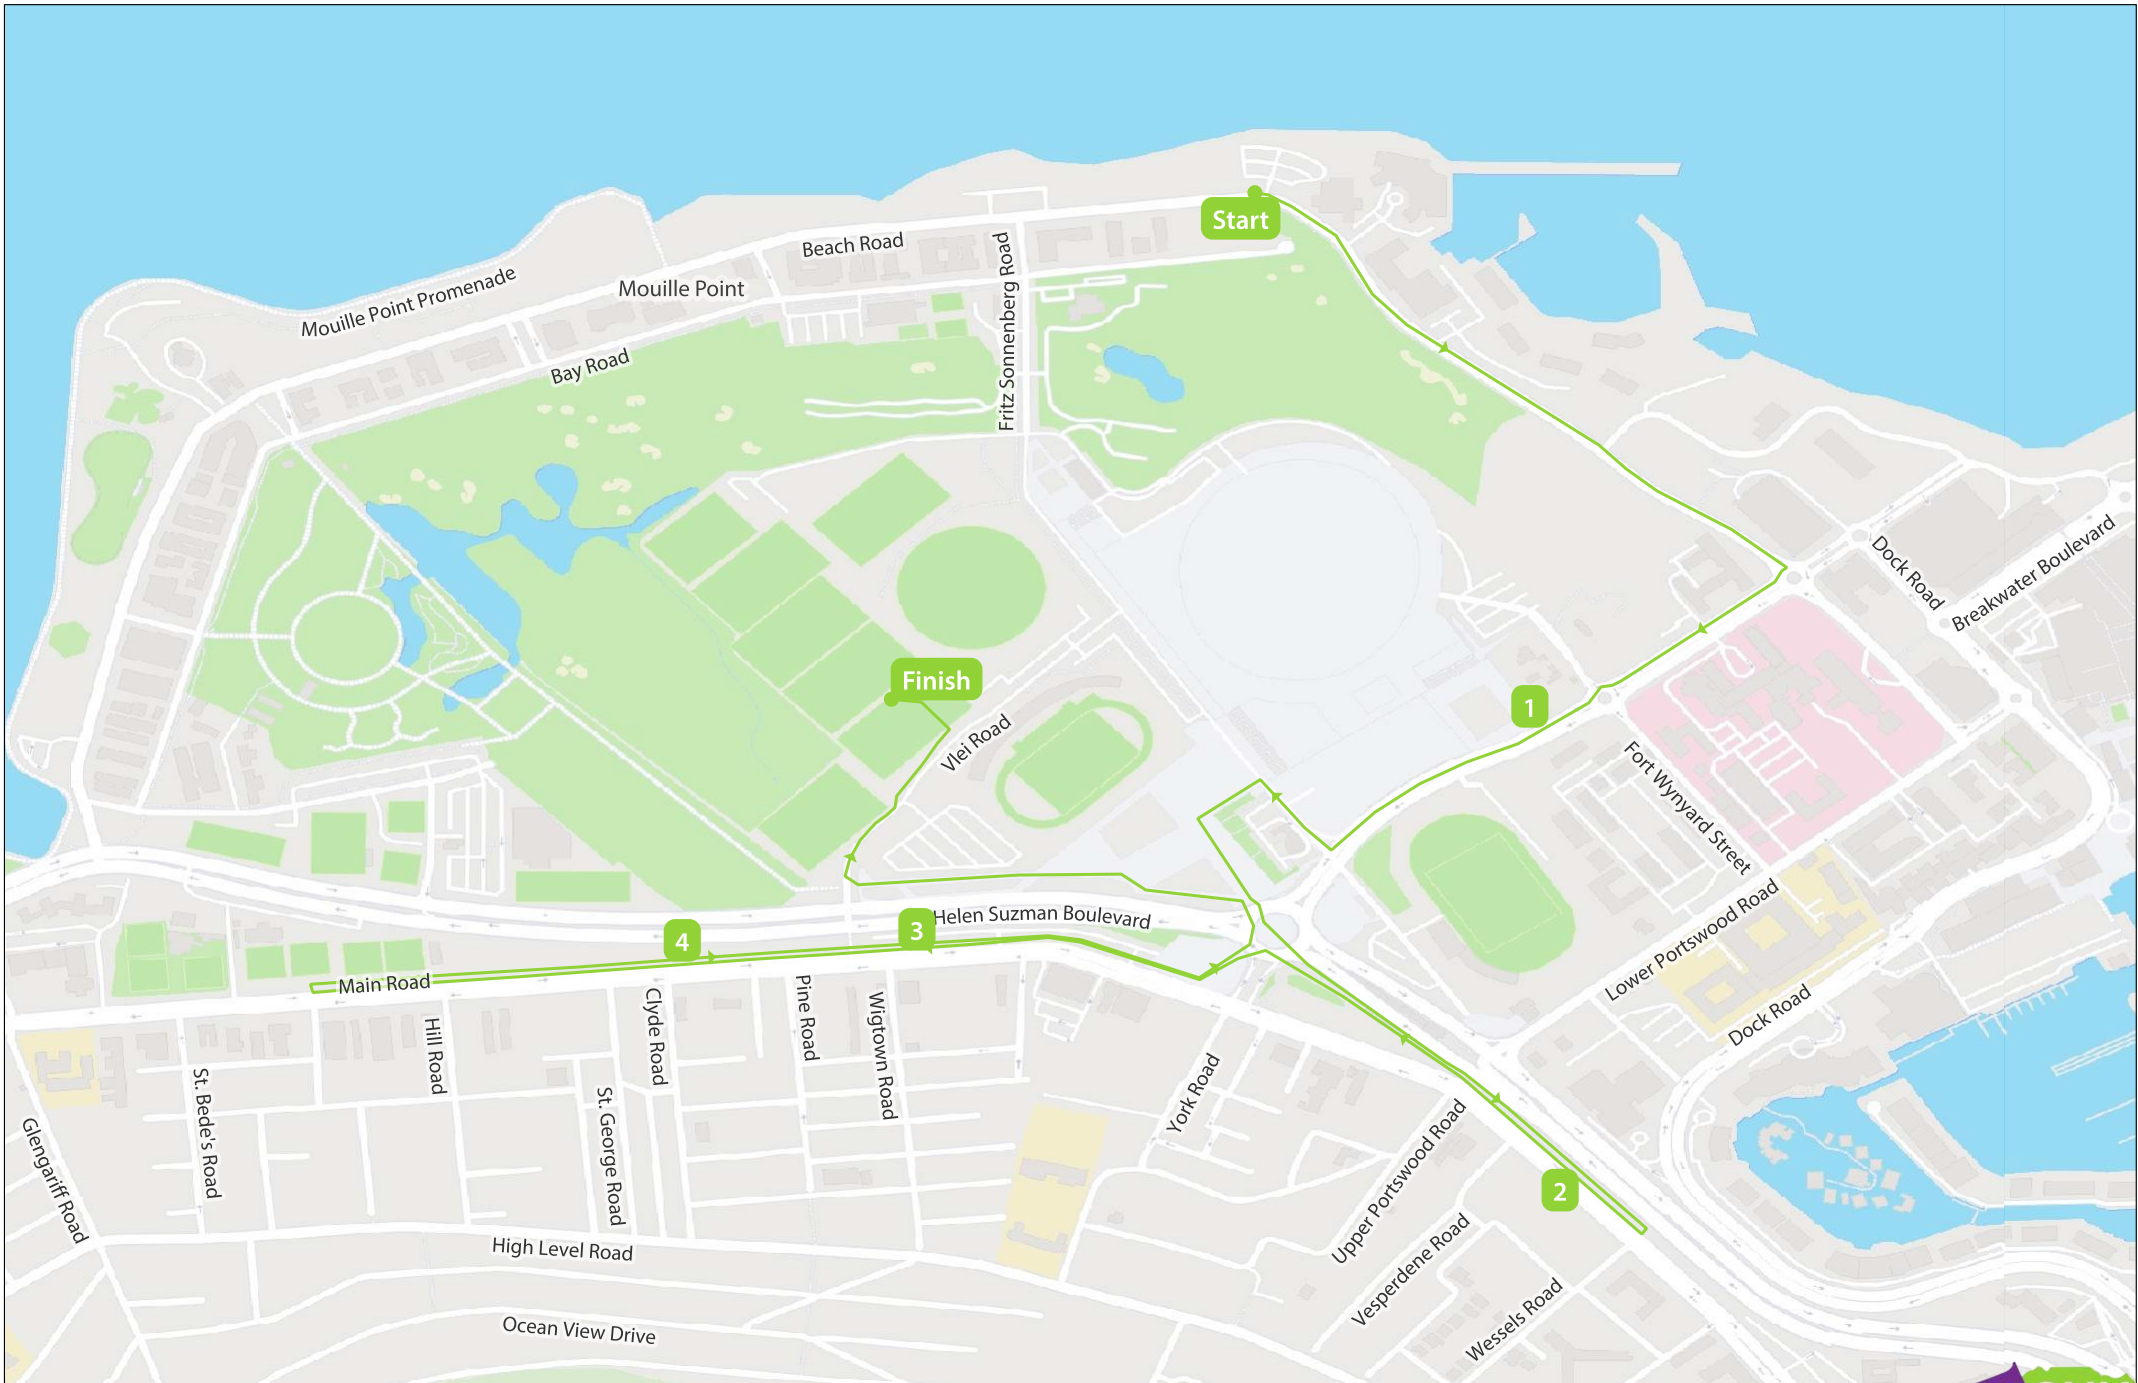 Start
Beach Road
Mouille Point
Mouille Point Promenade
Bay Road
Fritz Sonnenberg Road
Dock Road
Breakwater Boulevard
Finish
1
Vlei Road
Fort Wynyard Street
Helen Suzman Boulevard
3
4
Main Road
Lower Portswood Road
Dock Road
Hill Road
Clyde Road
Pine Road
Wigtown Road
York Road
St. Bede's Road
St. George Road
Glengariff Road
Upper Portswood Road
2
High Level Road
Vesperdene Road
Wessels Road
Ocean View Drive